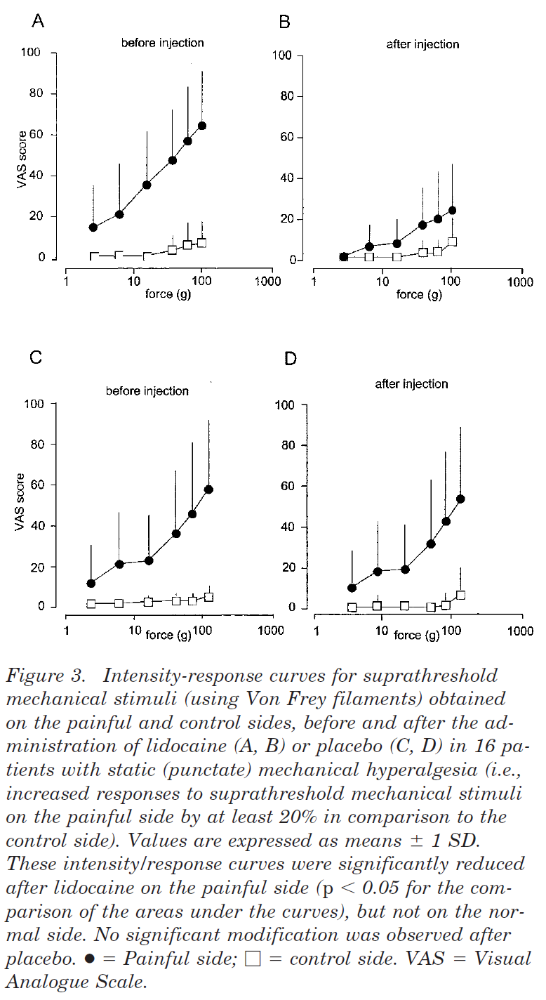 A
before injection
100
80
60
40
20
0
VAS score
1 10 100 1000
force (g)
B
after injection
100
80
60
40
20
0
1 10 100 1000
force (g)
C
before injection
100
80
60
40
20
0
VAS score
1 10 100 1000
force (g)
D
after injection
100
80
60
40
20
0
1 10 100 1000
force (g)
Figure 3. Intensity-response curves for suprathreshold
mechanical stimuli (using Von Frey filaments) obtained
on the painful and control sides, before and after the ad-
ministration of lidocaine (A, B) or placebo (C, D) in 16 pa-
tients with static (punctate) mechanical hyperalgesia (i.e.,
increased responses to suprathreshold mechanical stimuli
on the painful side by at least 20% in comparison to the
control side). Values are expressed as means ± 1 SD.
These intensity/response curves were significantly reduced
after lidocaine on the painful side (p < 0.05 for the com-
parison of the areas under the curves), but not on the nor-
mal side. No significant modification was observed after
placebo. ● = Painful side; □ = control side. VAS = Visual
Analogue Scale.